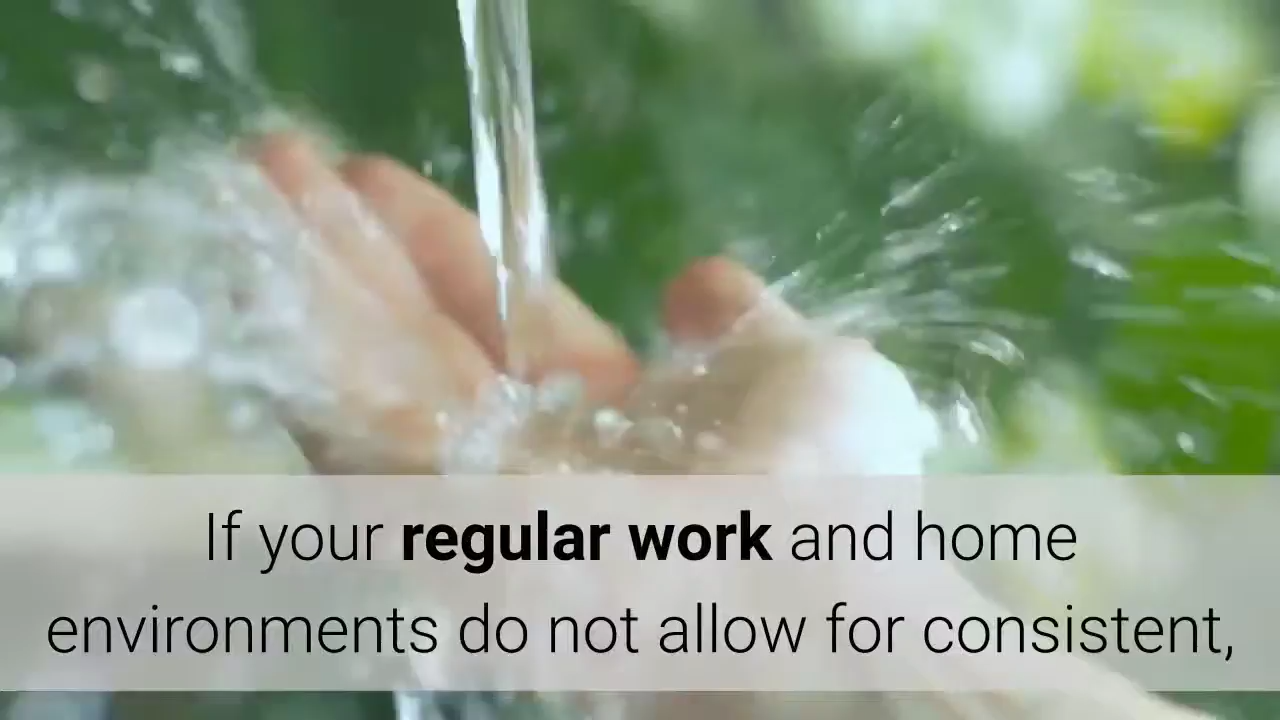 If your regular work and home
environments do not allow for consistent,